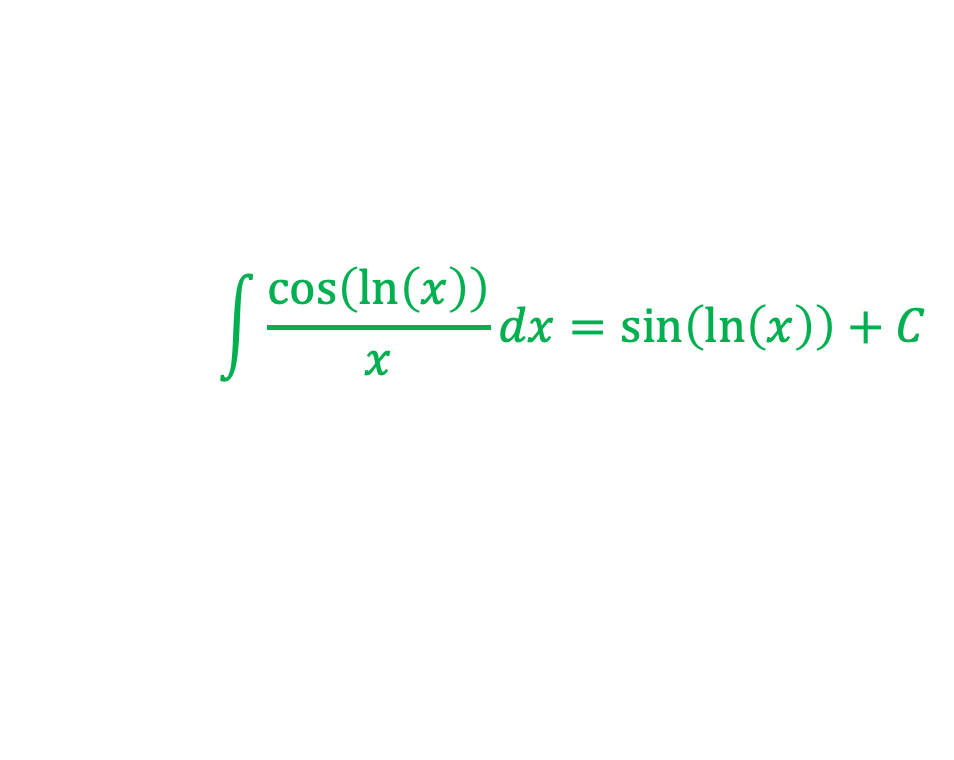 ∫ cos(ln(x))/x dx = sin(ln(x)) + C